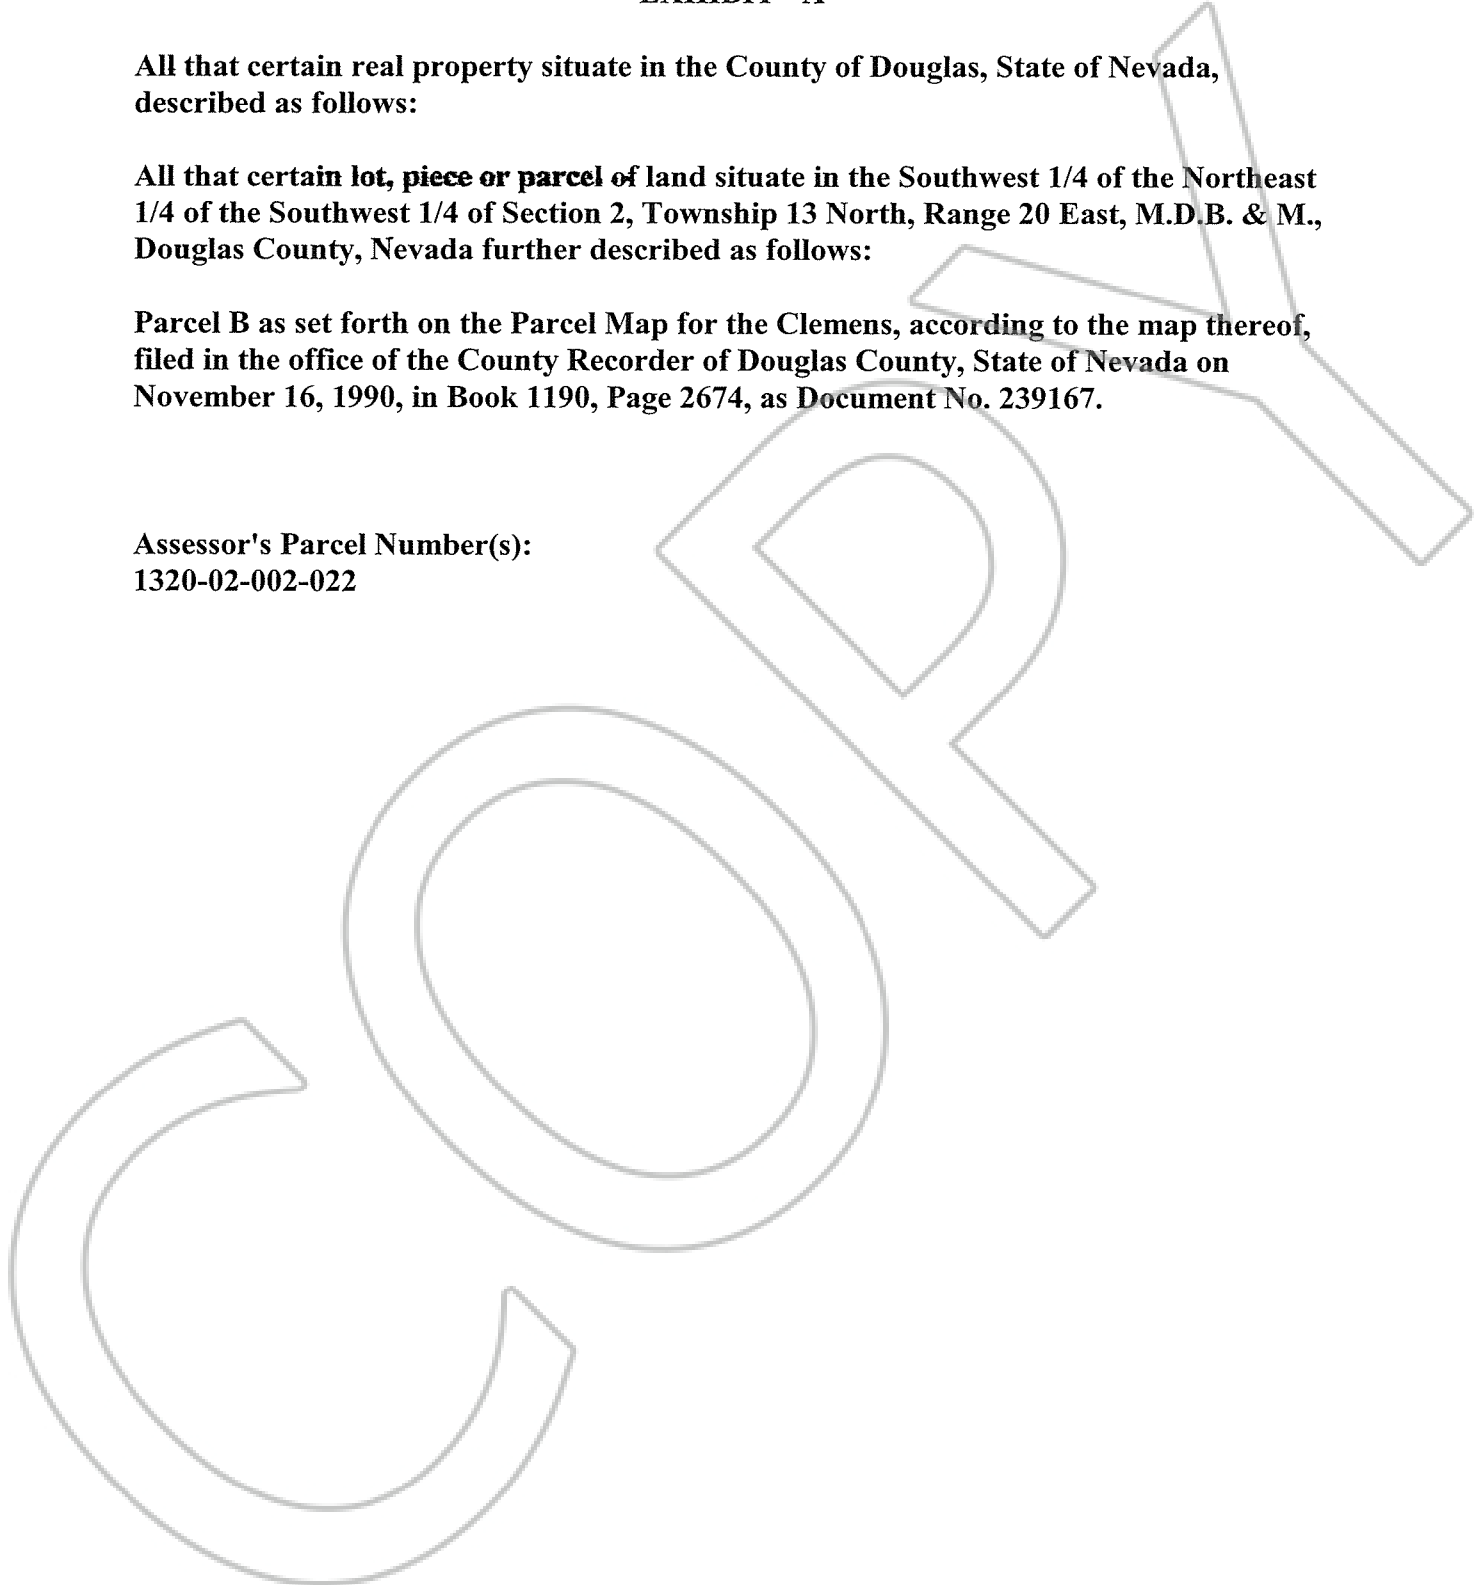 EXHIBIT "A"
All that certain real property situate in the County of Douglas, State of Nevada,
described as follows:
All that certain lot, piece or parcel of land situate in the Southwest 1/4 of the Northeast
1/4 of the Southwest 1/4 of Section 2, Township 13 North, Range 20 East, M.D.B. & M.,
Douglas County, Nevada further described as follows:
Parcel B as set forth on the Parcel Map for the Clemens, according to the map thereof,
filed in the office of the County Recorder of Douglas County, State of Nevada on
November 16, 1990, in Book 1190, Page 2674, as Document No. 239167.
Assessor's Parcel Number(s):
1320-02-002-022
COPY